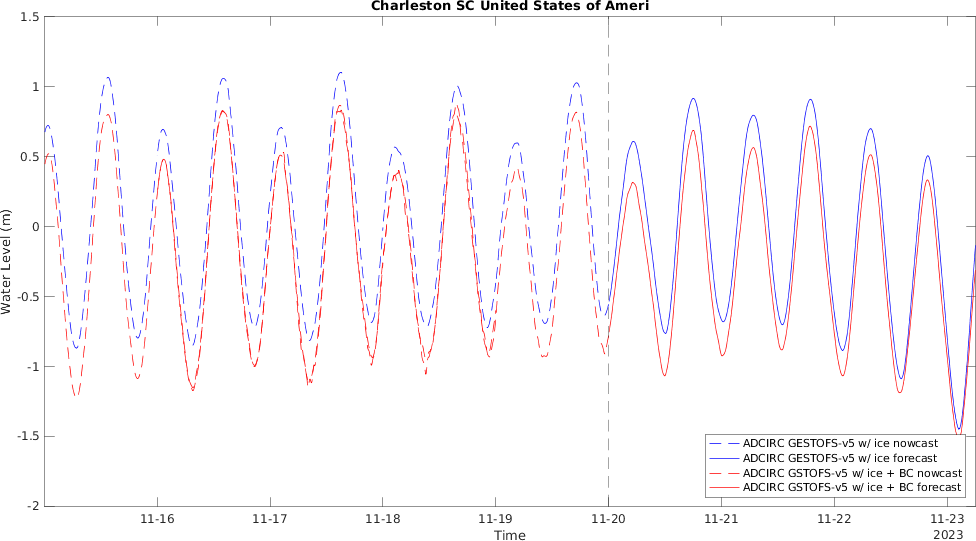 Charleston SC United States of Ameri
1.5
1
0.5
0
-0.5
-1
-1.5
-2
Water Level (m)
11-16
11-17
11-18
11-19
11-20
11-21
11-22
11-23
Time
2023
ADCIRC GESTOFS-v5 w/ ice nowcast
ADCIRC GESTOFS-v5 w/ ice forecast
ADCIRC GSTOFS-v5 w/ ice + BC nowcast
ADCIRC GSTOFS-v5 w/ ice + BC forecast